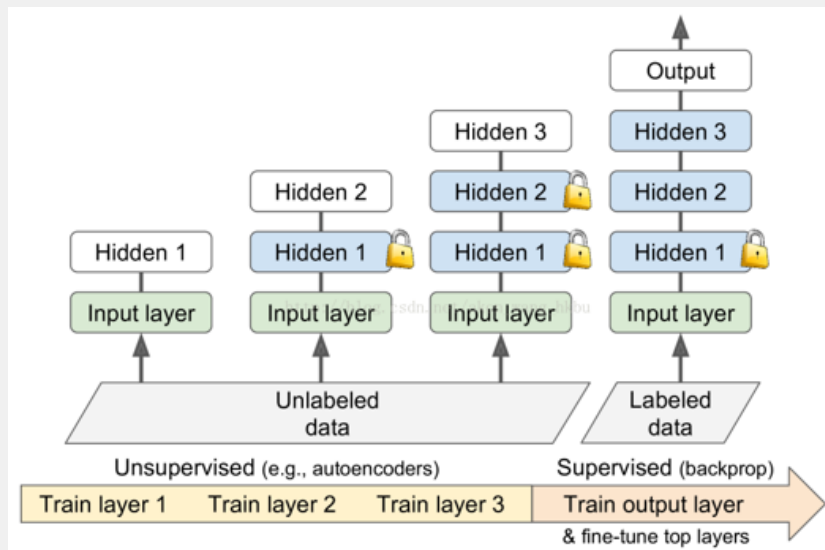 Output
Hidden 3
Hidden 3
Hidden 2
Hidden 2
Hidden 2
Hidden 1
Hidden 1
Hidden 1
Hidden 1
Input layer
Input layer
Input layer
Input layer
Unlabeled
data
Labeled
data
Unsupervised (e.g., autoencoders)
Supervised (backprop)
Train layer 1
Train layer 2
Train layer 3
Train output layer
& fine-tune top layers